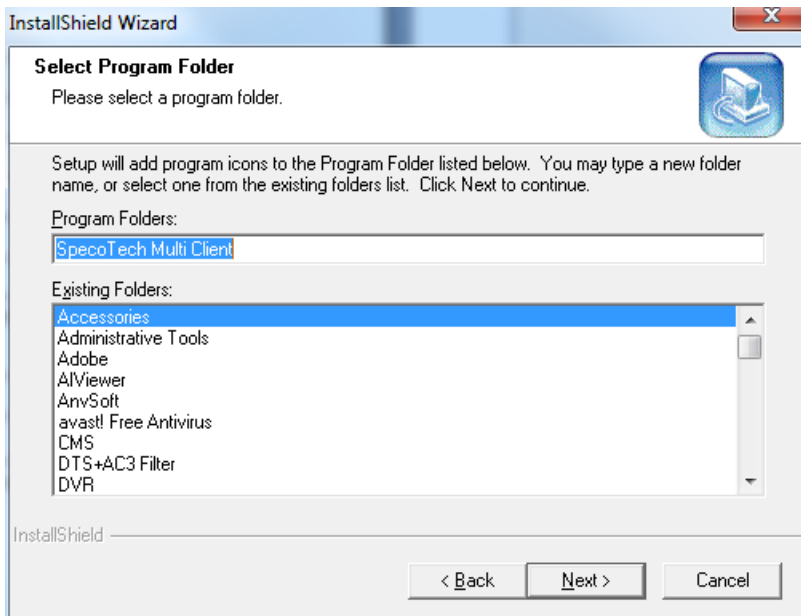 InstallShield Wizard
Select Program Folder
Please select a program folder.
Setup will add program icons to the Program Folder listed below.  You may type a new folder
name, or select one from the existing folders list.  Click Next to continue.
Program Folders:
SpecoTech Multi Client
Existing Folders:
Accessories
Administrative Tools
Adobe
AIViewer
AnvSoft
avast! Free Antivirus
CMS
DTS+AC3 Filter
DVR
InstallShield
< Back Next > Cancel